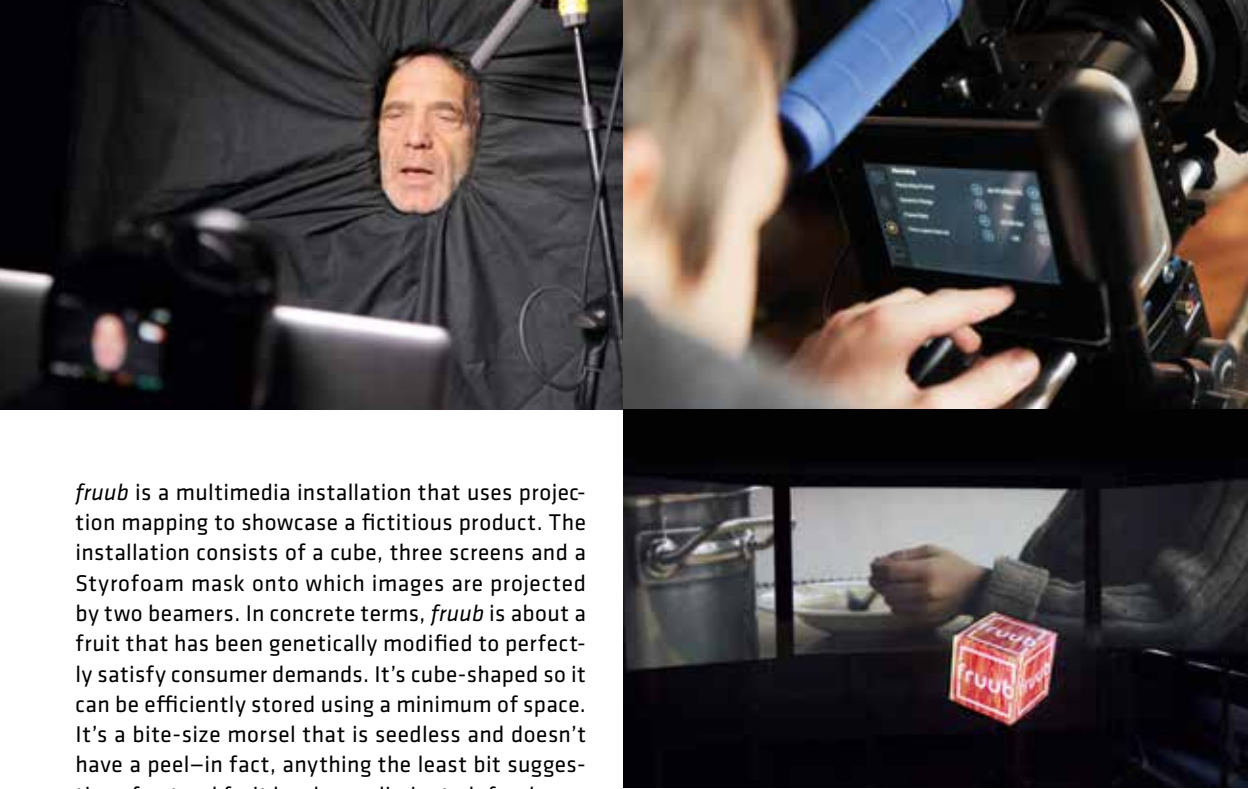 fruub is a multimedia installation that uses projec-
tion mapping to showcase a fictitious product. The
installation consists of a cube, three screens and a
Styrofoam mask onto which images are projected
by two beamers. In concrete terms, fruub is about a
fruit that has been genetically modified to perfect-
ly satisfy consumer demands. It's cube-shaped so it
can be efficiently stored using a minimum of space.
It's a bite-size morsel that is seedless and doesn't
have a peel—in fact, anything the least bit sugges-
fruub
fruub
fruub